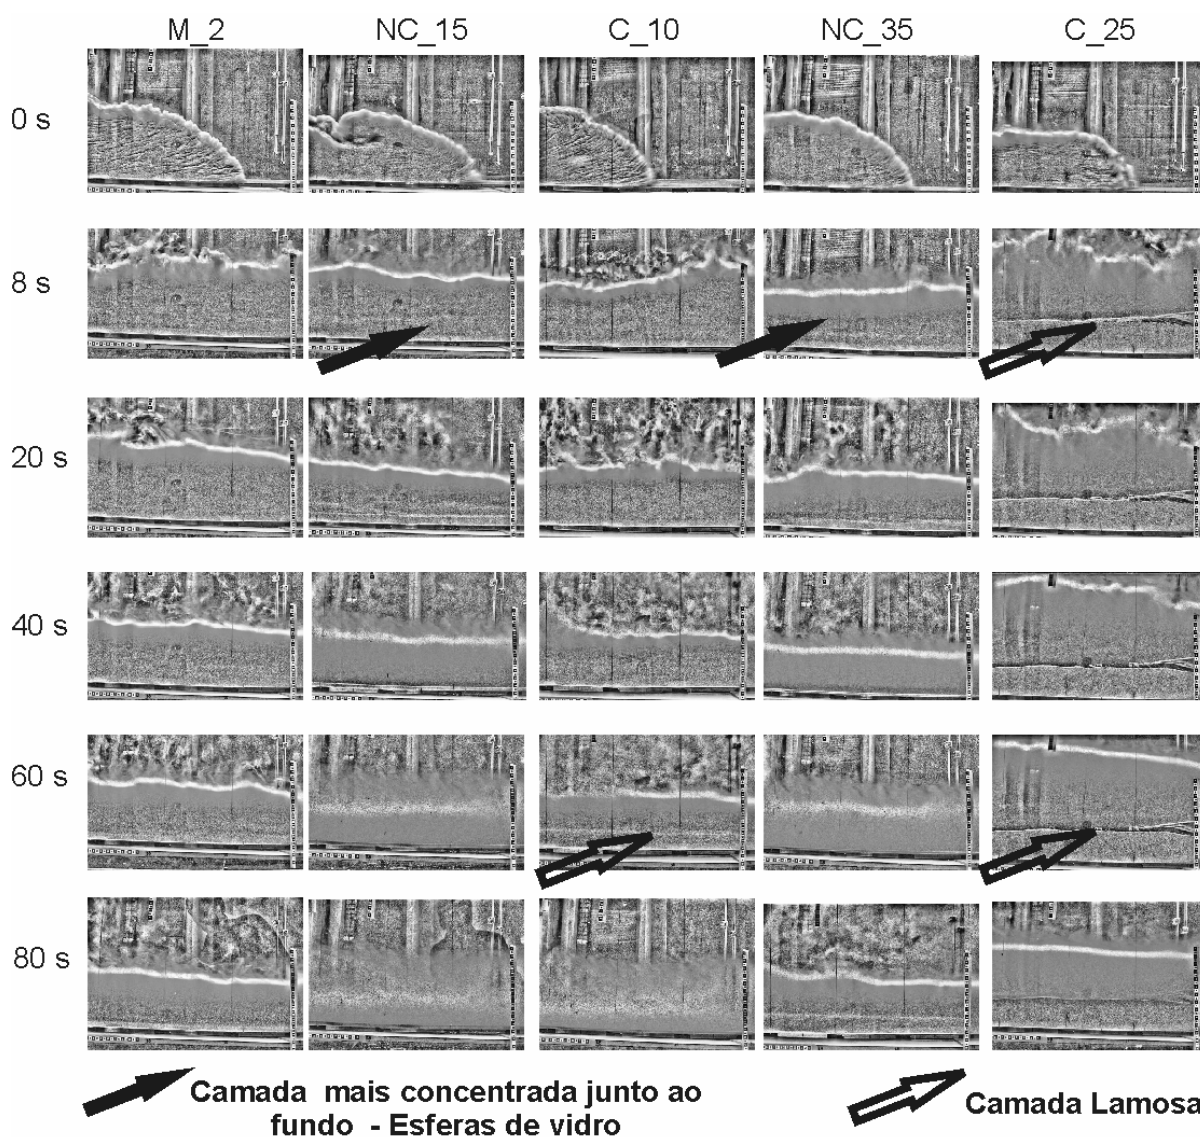 M_2 NC_15 C_10 NC_35 C_25
0 s
8 s
20 s
40 s
60 s
80 s
Camada mais concentrada junto ao
fundo - Esferas de vidro
Camada Lamosa